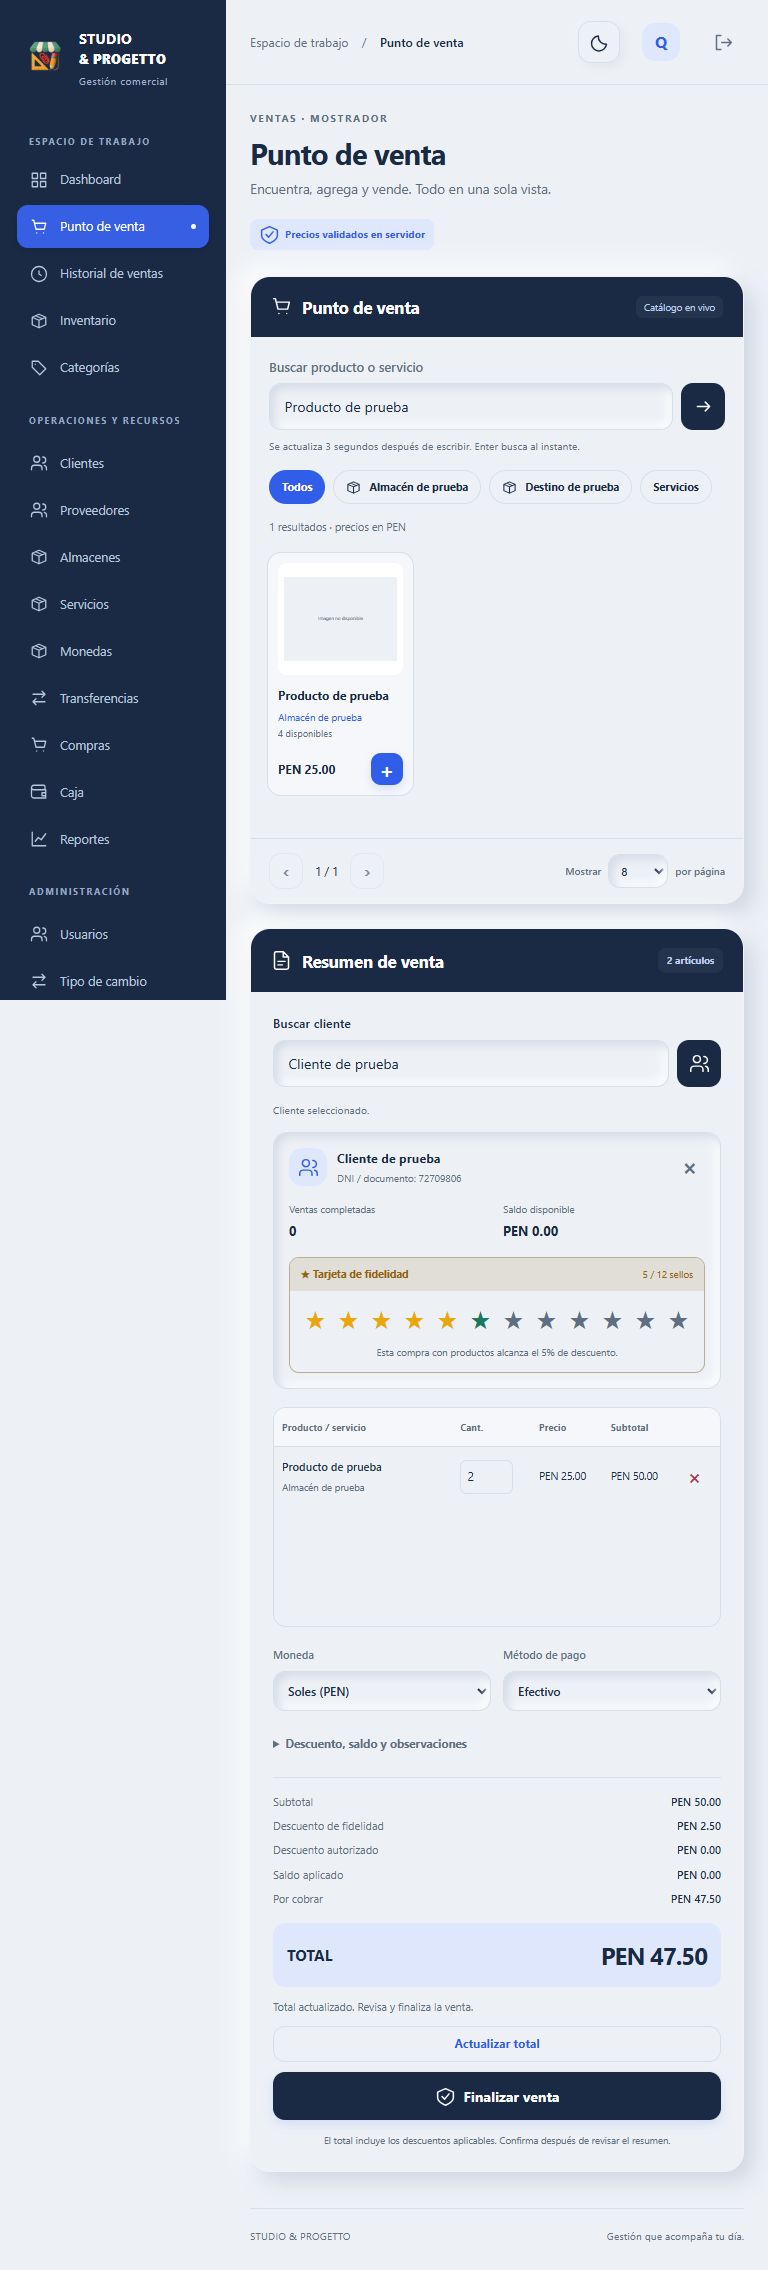 STUDIO
& PROGETTO
Gestión comercial
ESPACIO DE TRABAJO
Dashboard
Punto de venta
Historial de ventas
Inventario
Categorías
OPERACIONES Y RECURSOS
Clientes
Proveedores
Almacenes
Servicios
Monedas
Transferencias
Compras
Caja
Reportes
ADMINISTRACIÓN
Usuarios
Tipo de cambio
Espacio de trabajo / Punto de venta
Q
VENTAS · MOSTRADOR
Punto de venta
Encuentra, agrega y vende. Todo en una sola vista.
Precios validados en servidor
Punto de venta
Catálogo en vivo
Buscar producto o servicio
Producto de prueba
Se actualiza 3 segundos después de escribir. Enter busca al instante.
Todos
Almacén de prueba
Destino de prueba
Servicios
1 resultados · precios en PEN
Imagen no disponible
Producto de prueba
Almacén de prueba
4 disponibles
PEN 25.00
+
‹ 1 / 1 ›
Mostrar 8 por página
Resumen de venta
2 artículos
Buscar cliente
Cliente de prueba
Cliente seleccionado.
Cliente de prueba
DNI / documento: 72709806
×
Ventas completadas
0
Saldo disponible
PEN 0.00
★ Tarjeta de fidelidad
5 / 12 sellos
★ ★ ★ ★ ★ ★ ★ ★ ★ ★ ★ ★
Esta compra con productos alcanza el 5% de descuento.
Producto / servicio Cant. Precio Subtotal
Producto de prueba 2 PEN 25.00 PEN 50.00 ×
Almacén de prueba
Moneda
Soles (PEN)
Método de pago
Efectivo
Descuento, saldo y observaciones
Subtotal PEN 50.00
Descuento de fidelidad PEN 2.50
Descuento autorizado PEN 0.00
Saldo aplicado PEN 0.00
Por cobrar PEN 47.50
TOTAL PEN 47.50
Total actualizado. Revisa y finaliza la venta.
Actualizar total
Finalizar venta
El total incluye los descuentos aplicables. Confirma después de revisar el resumen.
STUDIO & PROGETTO
Gestión que acompaña tu día.